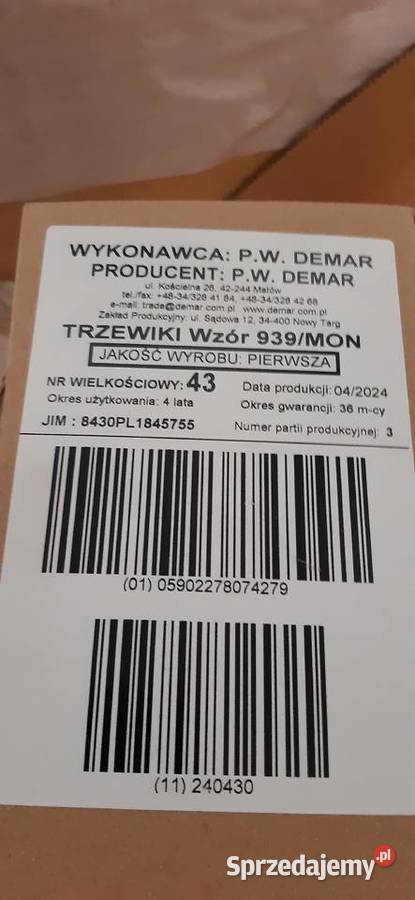 WYKONAWCA: P.W. DEMAR
PRODUCENT: P.W. DEMAR
ul. Kościelna 26, 42-244 Mstów
tel./fax: +48-34/328 41 84, +48-34/328 42 68
e-mail: trade@demar.com.pl www.demar.com.pl
Zakład Produkcyjny: ul. Sądowa 12, 34-400 Nowy Targ
TRZEWIKI Wzór 939/MON
JAKOŚĆ WYROBU: PIERWSZA
NR WIELKOŚCIOWY: 43 Data produkcji: 04/2024
Okres użytkowania: 4 lata Okres gwarancji: 36 m-cy
JIM : 8430PL1845755 Numer partii produkcyjnej: 3
(01) 05902278074279
(11) 240430
Sprzedajemy.pl